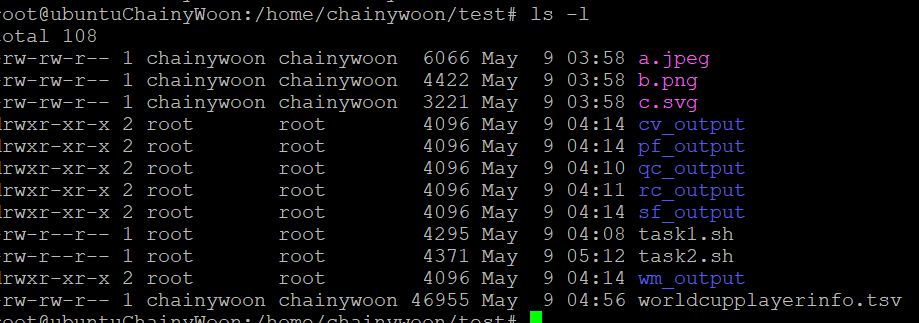 root@ubuntuChainyWoon:/home/chainywoon/test# ls -l
total 108
-rw-rw-r-- 1 chainywoon chainywoon  6066 May  9 03:58 a.jpeg
-rw-rw-r-- 1 chainywoon chainywoon  4422 May  9 03:58 b.png
-rw-rw-r-- 1 chainywoon chainywoon  3221 May  9 03:58 c.svg
drwxr-xr-x 2 root       root        4096 May  9 04:14 cv_output
drwxr-xr-x 2 root       root        4096 May  9 04:14 pf_output
drwxr-xr-x 2 root       root        4096 May  9 04:10 qc_output
drwxr-xr-x 2 root       root        4096 May  9 04:11 rc_output
drwxr-xr-x 2 root       root        4096 May  9 04:14 sf_output
-rw-r--r-- 1 root       root        4295 May  9 04:08 task1.sh
-rw-r--r-- 1 root       root        4371 May  9 05:12 task2.sh
drwxr-xr-x 2 root       root        4096 May  9 04:14 wm_output
-rw-rw-r-- 1 chainywoon chainywoon 46955 May  9 04:56 worldcupplayerinfo.tsv
root@ubuntuChainyWoon:/home/chainywoon/test#